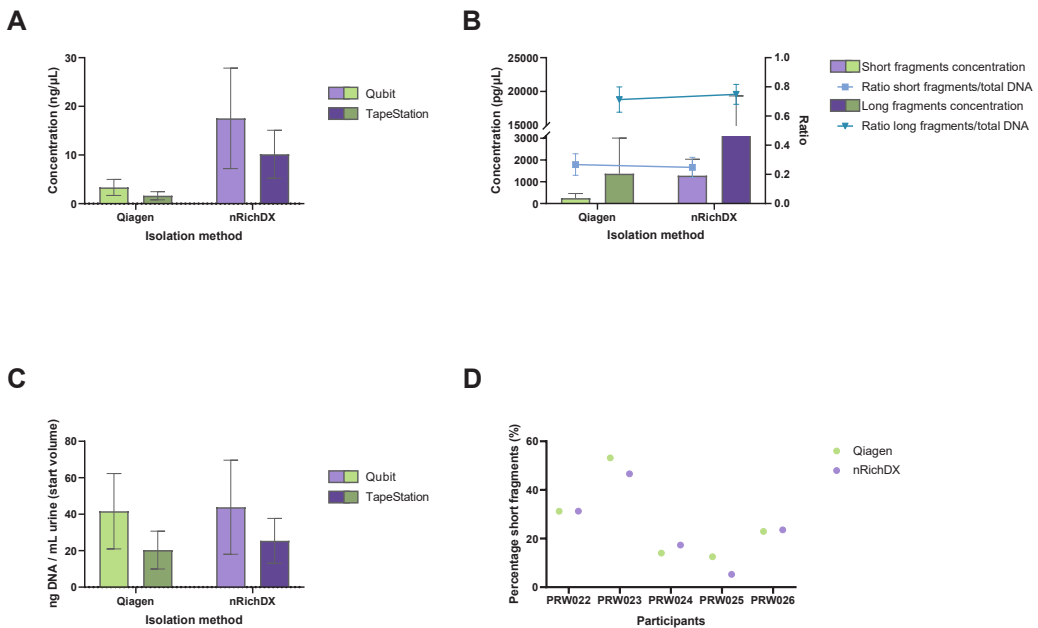 A
Concentration (ng/µL)
30
20
10
0
Qiagen
nRichDX
Isolation method
Qubit
TapeStation
B
Concentration (pg/µL)
25000
20000
15000
3000
2000
1000
0
Qiagen
nRichDX
Isolation method
1.0
0.8
0.6
0.4
0.2
0.0
Ratio
Short fragments concentration
Ratio short fragments/total DNA
Long fragments concentration
Ratio long fragments/total DNA
C
ng DNA / mL urine (start volume)
80
60
40
20
0
Qiagen
nRichDX
Isolation method
Qubit
TapeStation
D
Percentage short fragments (%)
60
40
20
0
PRW022 PRW023 PRW024 PRW025 PRW026
Participants
Qiagen
nRichDX